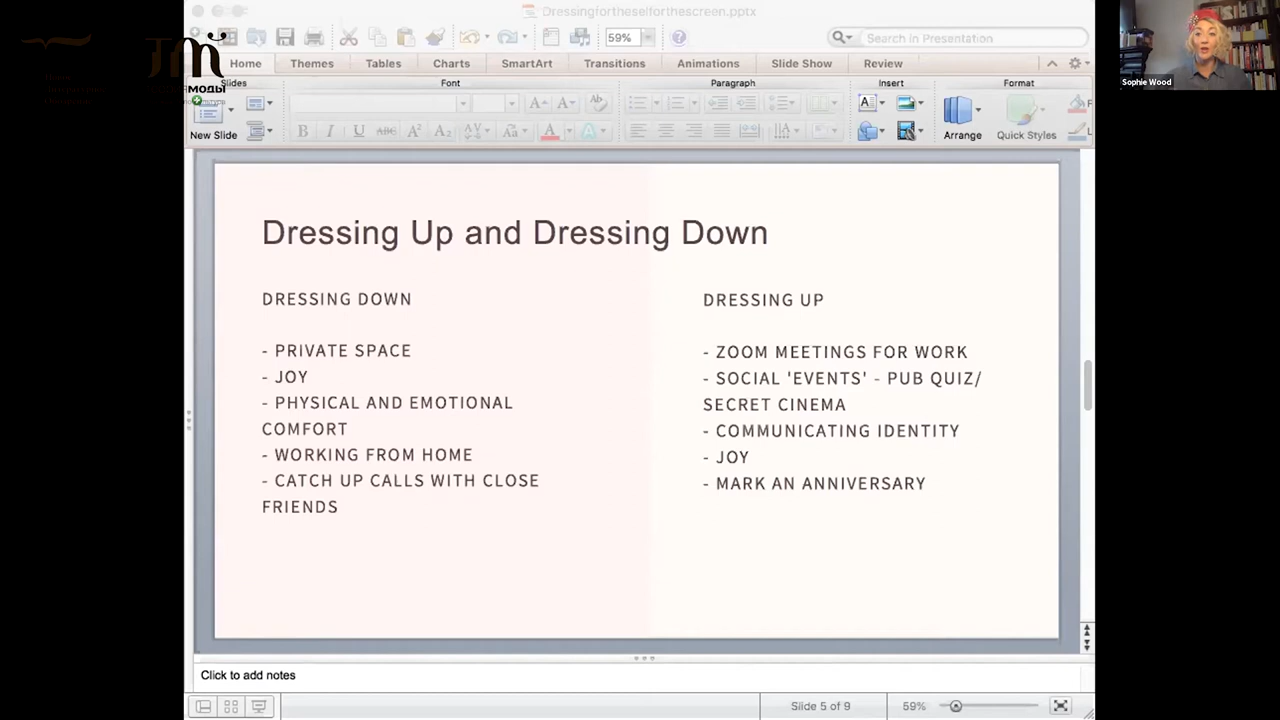 Dressingfortheselforthescreen.pptx
59%
Search in Presentation
Home
Themes
Tables
Charts
SmartArt
Transitions
Animations
Slide Show
Review
Slides
Font
Paragraph
Insert
Format
New Slide
Arrange
Quick Styles
моды
Sophie Wood
Dressing Up and Dressing Down
DRESSING DOWN
- PRIVATE SPACE
- JOY
- PHYSICAL AND EMOTIONAL
COMFORT
- WORKING FROM HOME
- CATCH UP CALLS WITH CLOSE
FRIENDS
DRESSING UP
- ZOOM MEETINGS FOR WORK
- SOCIAL 'EVENTS' - PUB QUIZ/
SECRET CINEMA
- COMMUNICATING IDENTITY
- JOY
- MARK AN ANNIVERSARY
Click to add notes
Slide 5 of 9
59%